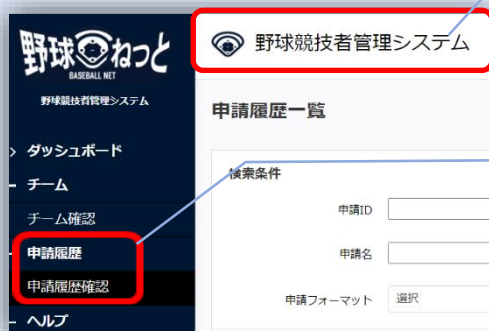 野球ねっと
BASEBALL NET
野球競技者管理システム
ダッシュボード
チーム
チーム確認
申請履歴
申請履歴確認
ヘルプ
野球競技者管理システム
申請履歴一覧
検索条件
申請ID
申請名
申請フォーマット 選択